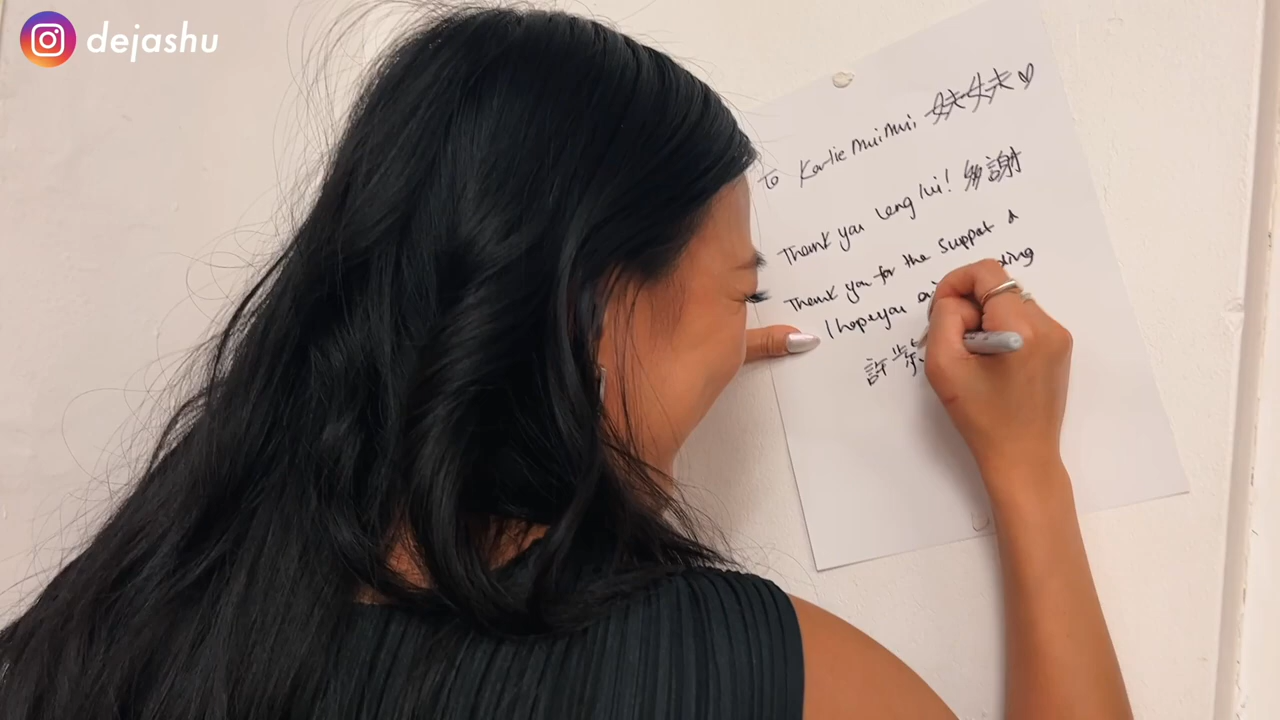 dejashu
To Karlie MuiMui, 妹妹♡
Thank you Leng lui! 多謝
Thank you for the support &
I hope you
許